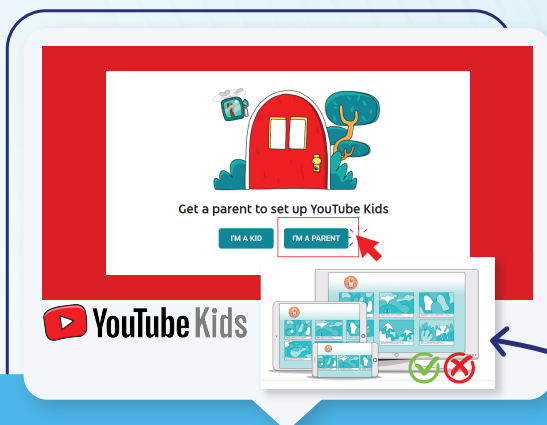 Get a parent to set up YouTube Kids
I'M A KID I'M A PARENT
YouTube Kids